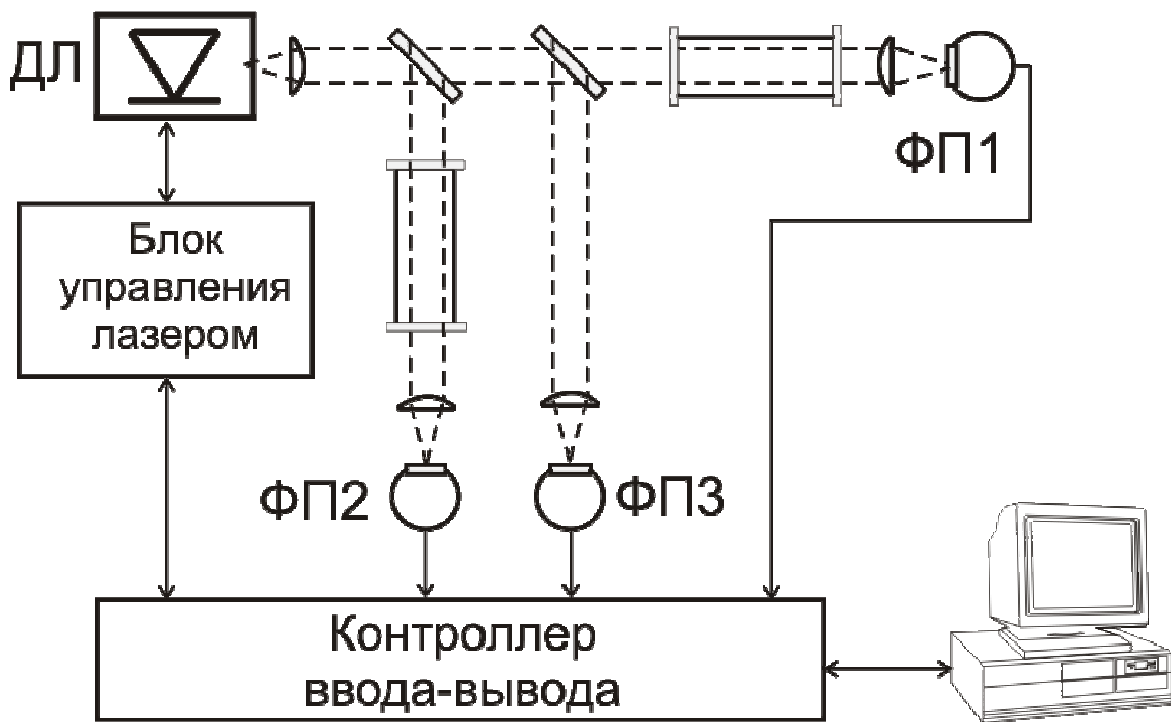 ДЛ
ФП1
Блок
управления
лазером
ФП2
ФП3
Контроллер
ввода-вывода